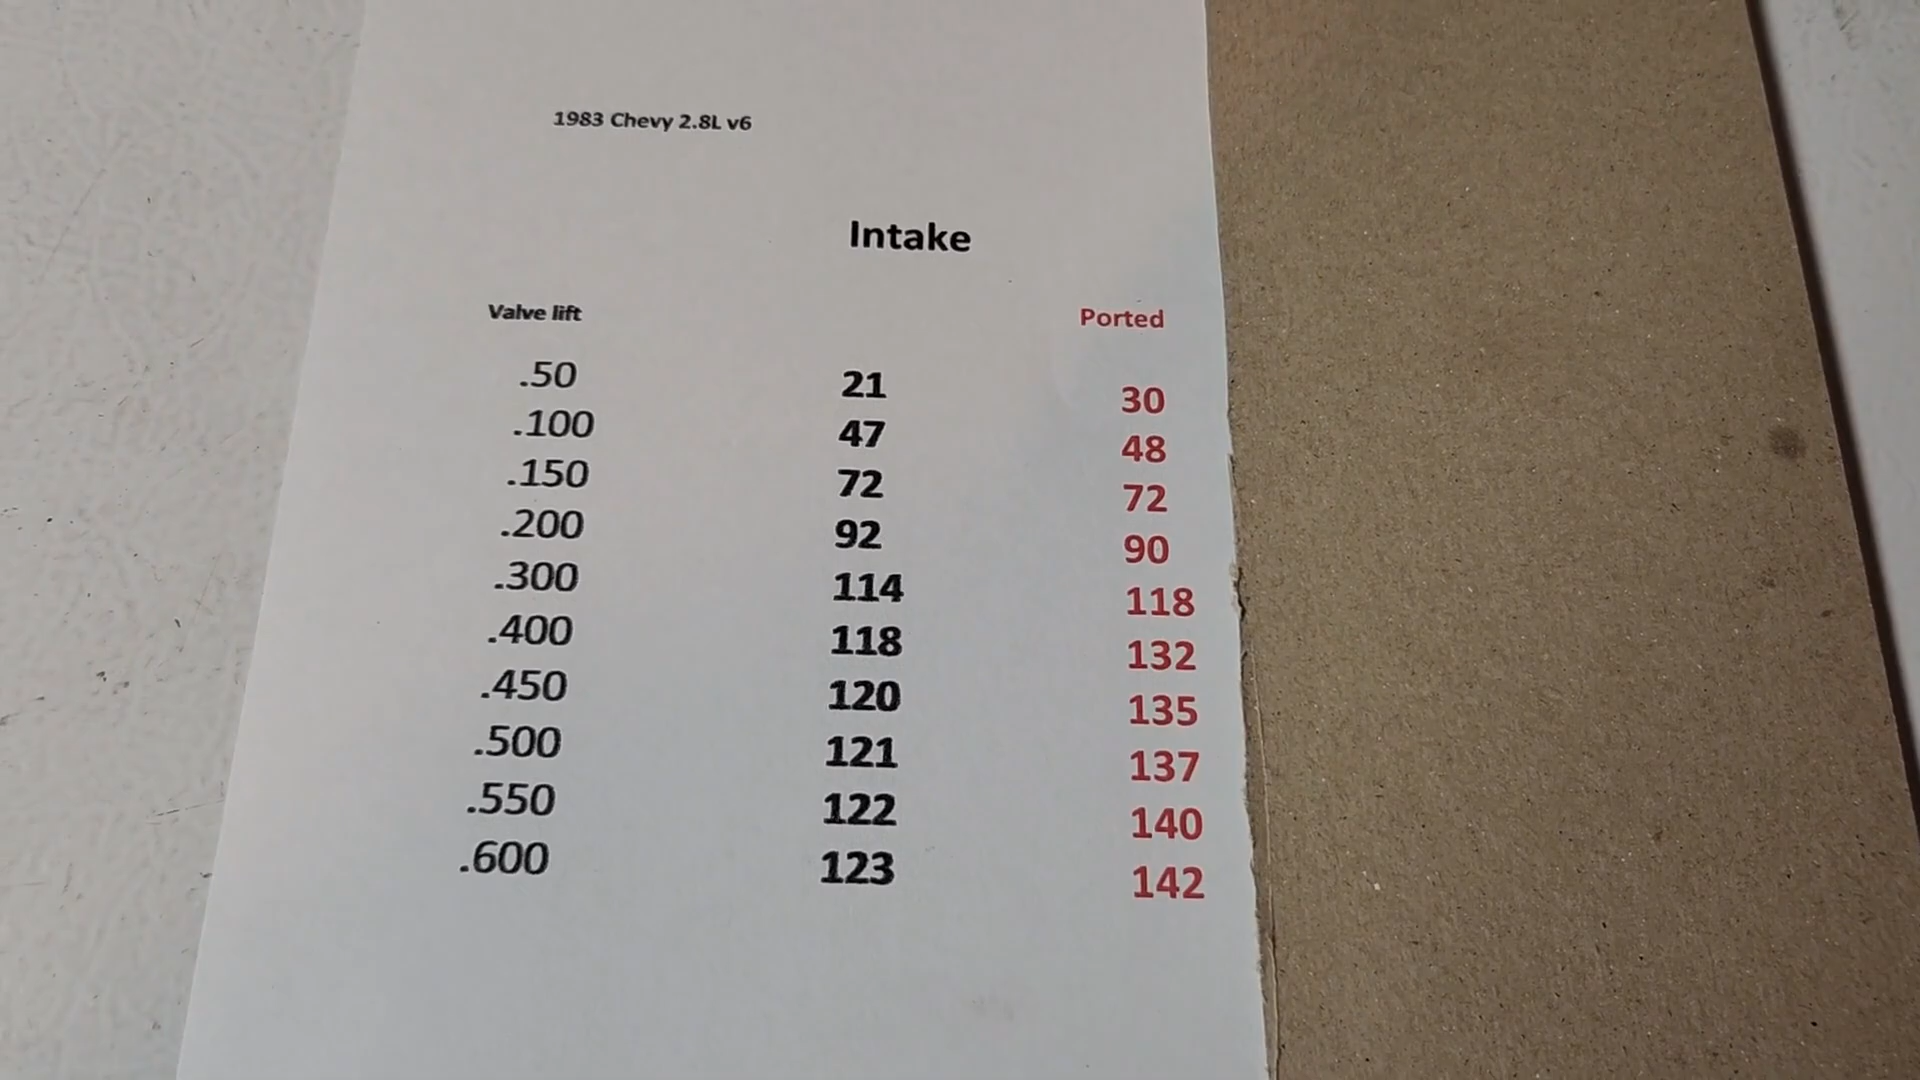 1983 Chevy 2.8L v6
Intake
Valve lift Ported
.50 21 30
.100 47 48
.150 72 72
.200 92 90
.300 114 118
.400 118 132
.450 120 135
.500 121 137
.550 122 140
.600 123 142